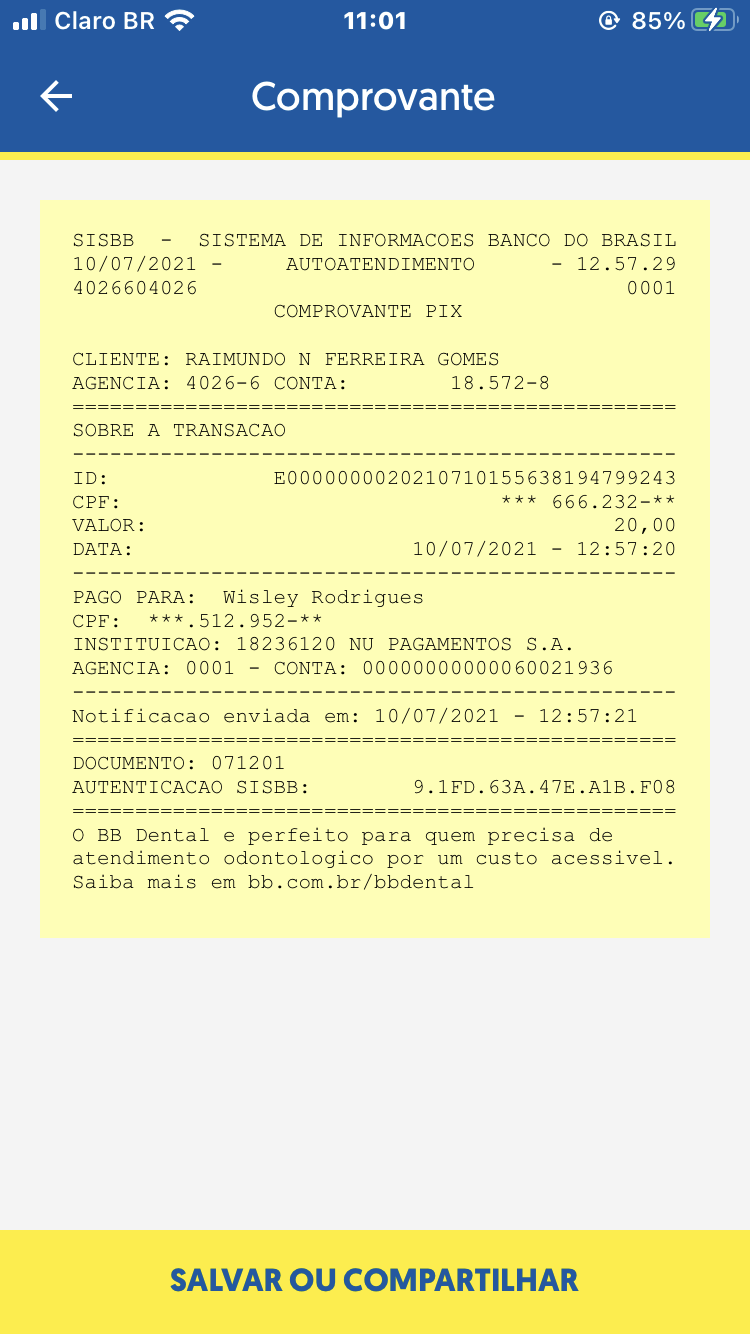 Claro BR 11:01 85%
Comprovante
SISBB - SISTEMA DE INFORMACOES BANCO DO BRASIL
10/07/2021 - AUTOATENDIMENTO - 12.57.29
4026604026 0001
COMPROVANTE PIX
CLIENTE: RAIMUNDO N FERREIRA GOMES
AGENCIA: 4026-6 CONTA: 18.572-8
================================================
SOBRE A TRANSACAO
------------------------------------------------
ID: E0000000020210710155638194799243
CPF: *** 666.232-**
VALOR: 20,00
DATA: 10/07/2021 - 12:57:20
------------------------------------------------
PAGO PARA: Wisley Rodrigues
CPF: ***.512.952-**
INSTITUICAO: 18236120 NU PAGAMENTOS S.A.
AGENCIA: 0001 - CONTA: 00000000000060021936
------------------------------------------------
Notificacao enviada em: 10/07/2021 - 12:57:21
================================================
DOCUMENTO: 071201
AUTENTICACAO SISBB: 9.1FD.63A.47E.A1B.F08
================================================
O BB Dental e perfeito para quem precisa de
atendimento odontologico por um custo acessivel.
Saiba mais em bb.com.br/bbdental
SALVAR OU COMPARTILHAR